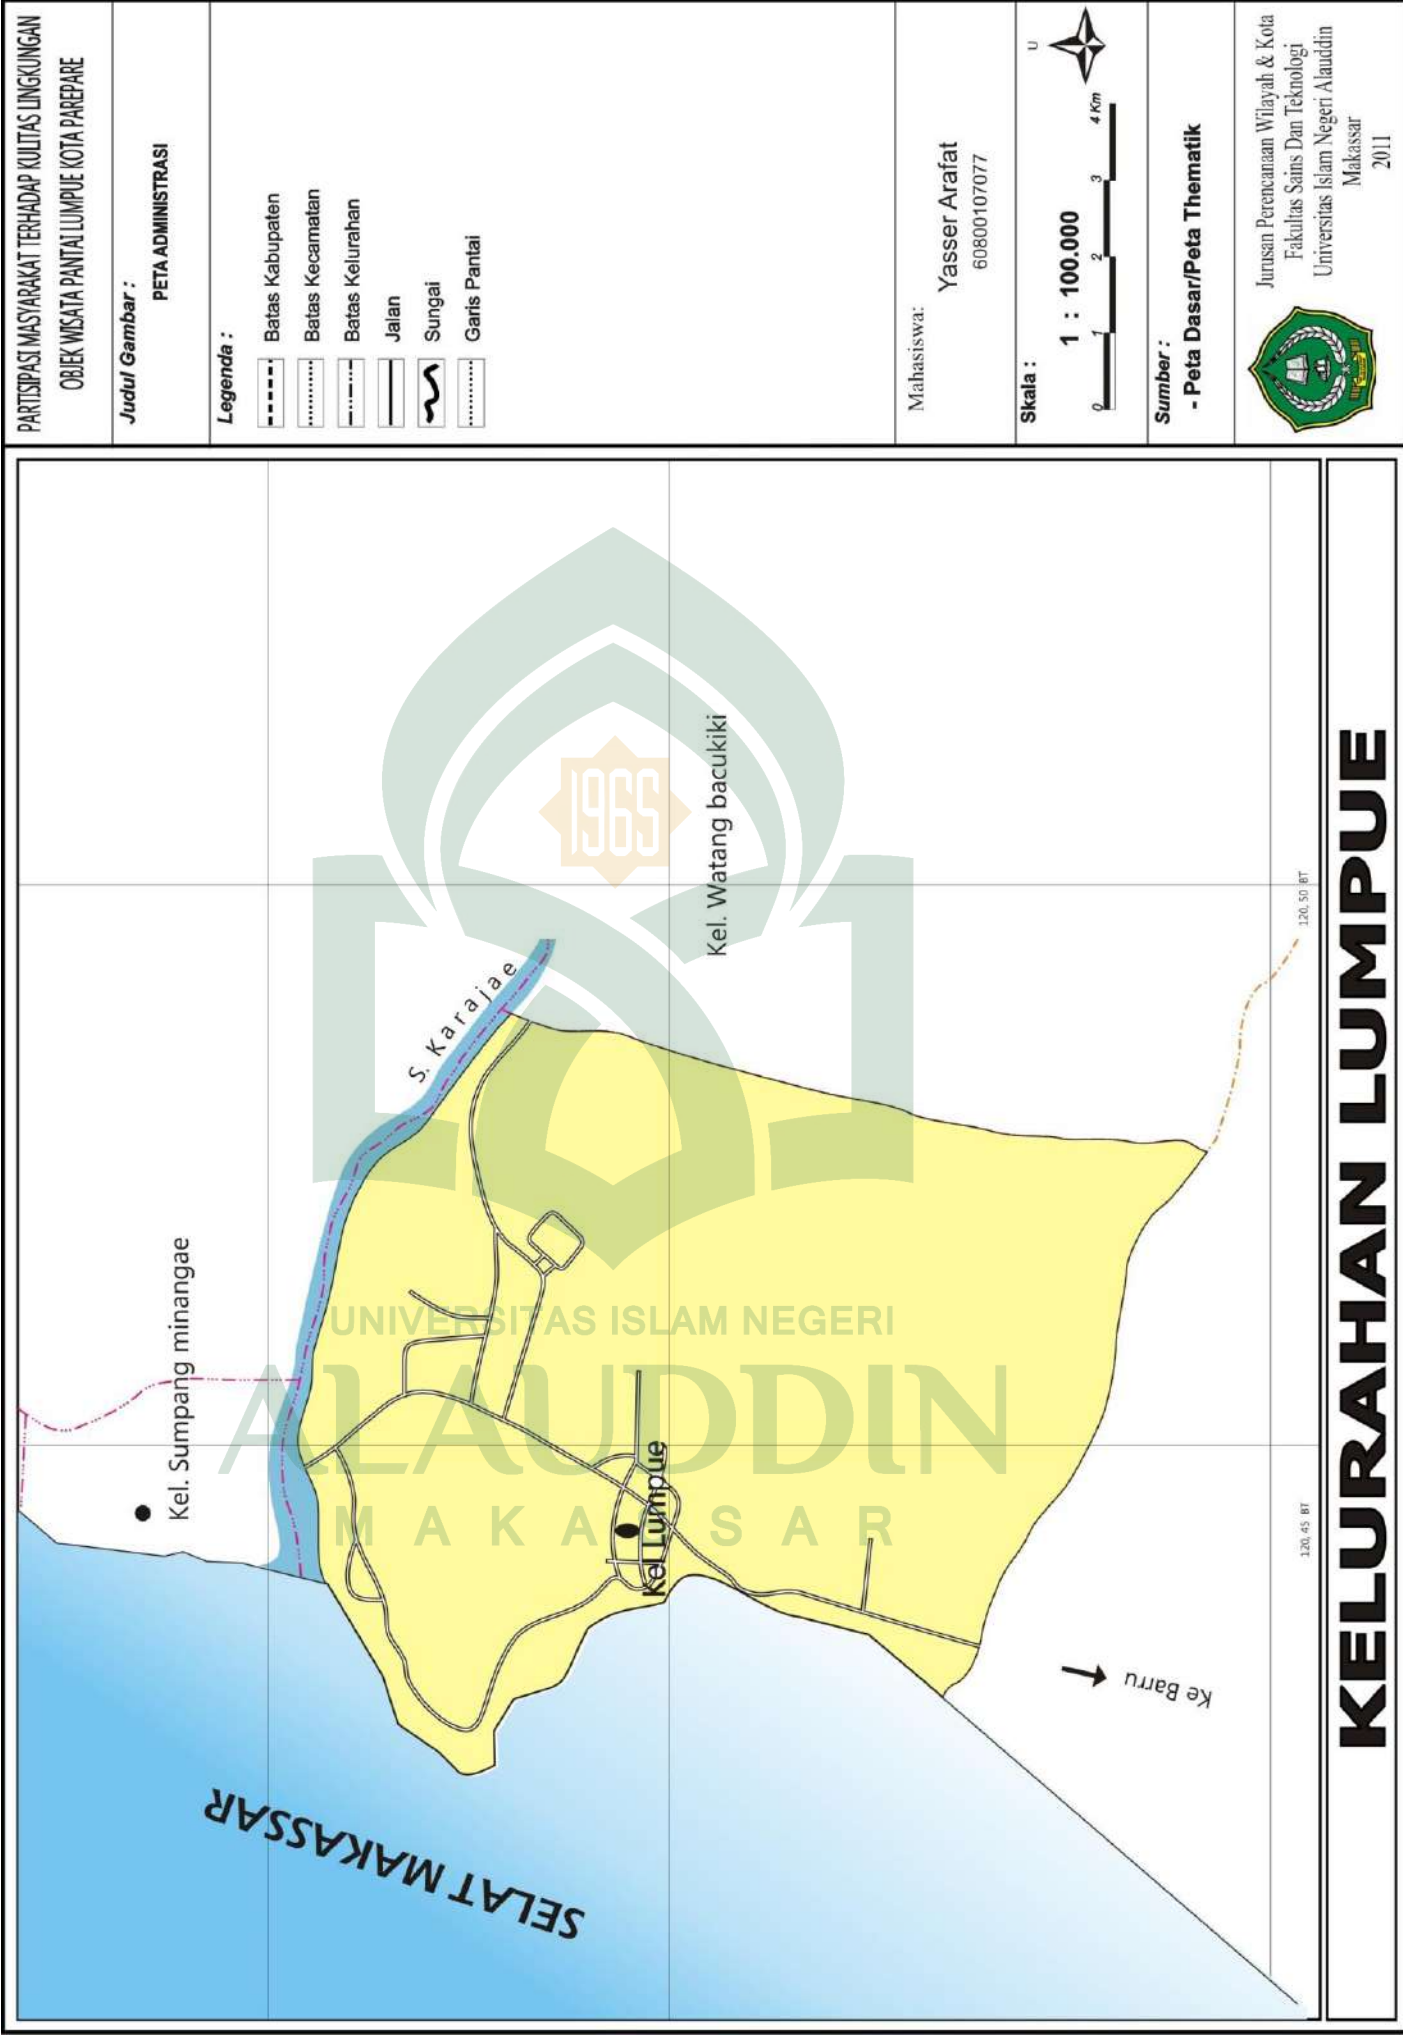 PARTISIPASI MASYARAKAT TERHADAP KULITAS LINGKUNGAN
OBJEK WISATA PANTAI LUMPUE KOTA PAREPARE
Judul Gambar :
PETA ADMINISTRASI
Legenda :
Batas Kabupaten
Batas Kecamatan
Batas Kelurahan
Jalan
Sungai
Garis Pantai
Mahasiswa:
Yasser Arafat
60800107077
Skala :
U
1 : 100.000
0 1 2 3 4 Km
Sumber :
- Peta Dasar/Peta Thematik
Jurusan Perencanaan Wilayah & Kota
Fakultas Sains Dan Teknologi
Universitas Islam Negeri Alauddin
Makassar
2011
SELAT MAKASSAR
Kel. Sumpang minangae
S. Karajae
Kel. Watang bacukiki
Kel Lumpue
Ke Barru
120, 45 BT
120, 50 BT
1965
UNIVERSITAS ISLAM NEGERI
ALAUDDIN
MAKASSAR
KELURAHAN LUMPUE